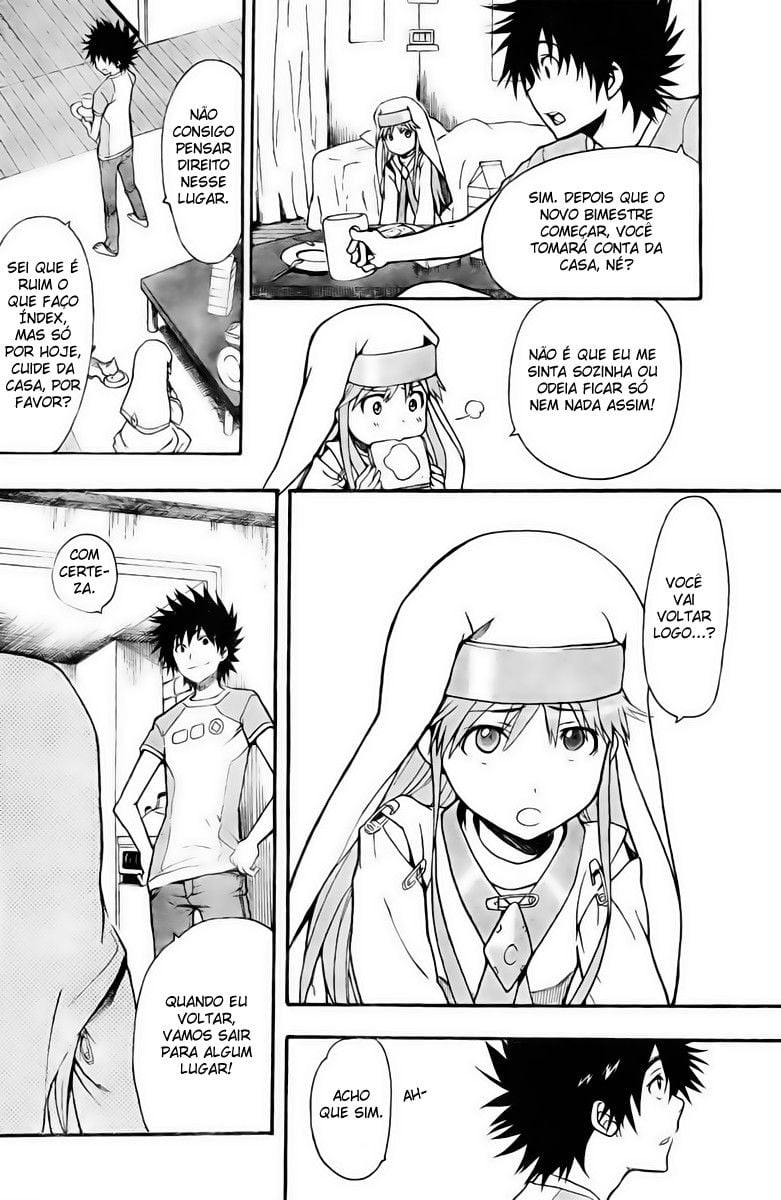 SIM. DEPOIS QUE O
NOVO BIMESTRE
COMEÇAR, VOCÊ
TOMARÁ CONTA DA
CASA, NÉ?
NÃO
CONSIGO
PENSAR
DIREITO
NESSE
LUGAR.
SEI QUE É
RUIM O
QUE FAÇO
ÍNDEX,
MAS SÓ
POR HOJE,
CUIDE DA
CASA, POR
FAVOR?
NÃO É QUE EU ME
SINTA SOZINHA OU
ODEIA FICAR SÓ
NEM NADA ASSIM!
VOCÊ
VAI
VOLTAR
LOGO...?
COM
CERTE-
ZA.
QUANDO EU
VOLTAR,
VAMOS SAIR
PARA ALGUM
LUGAR!
AH-
ACHO
QUE SIM.